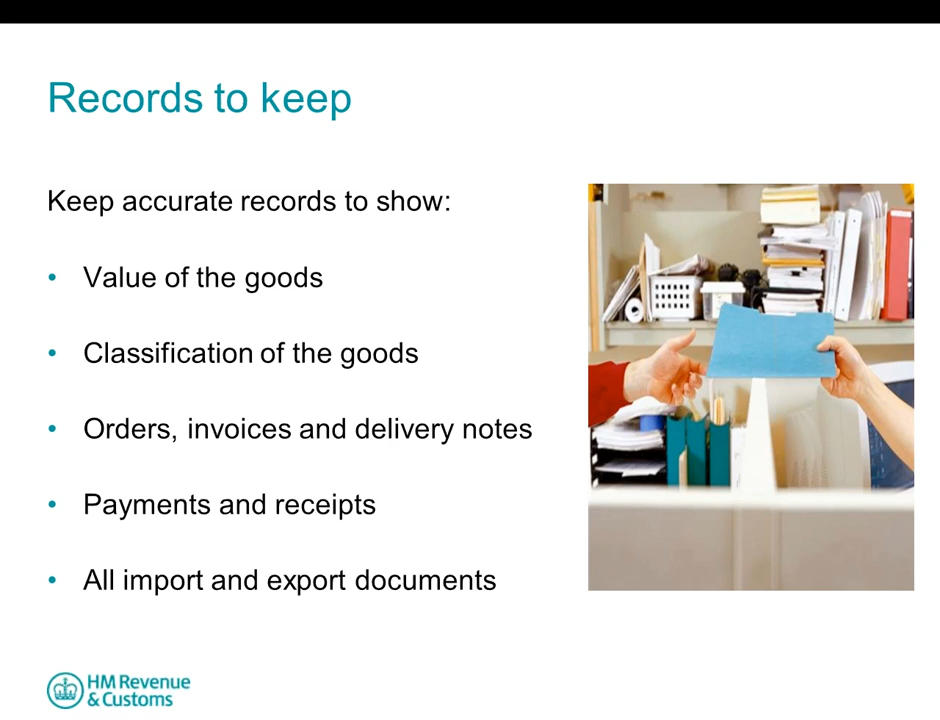 Records to keep
Keep accurate records to show:
• Value of the goods
• Classification of the goods
• Orders, invoices and delivery notes
• Payments and receipts
• All import and export documents
HM Revenue
& Customs